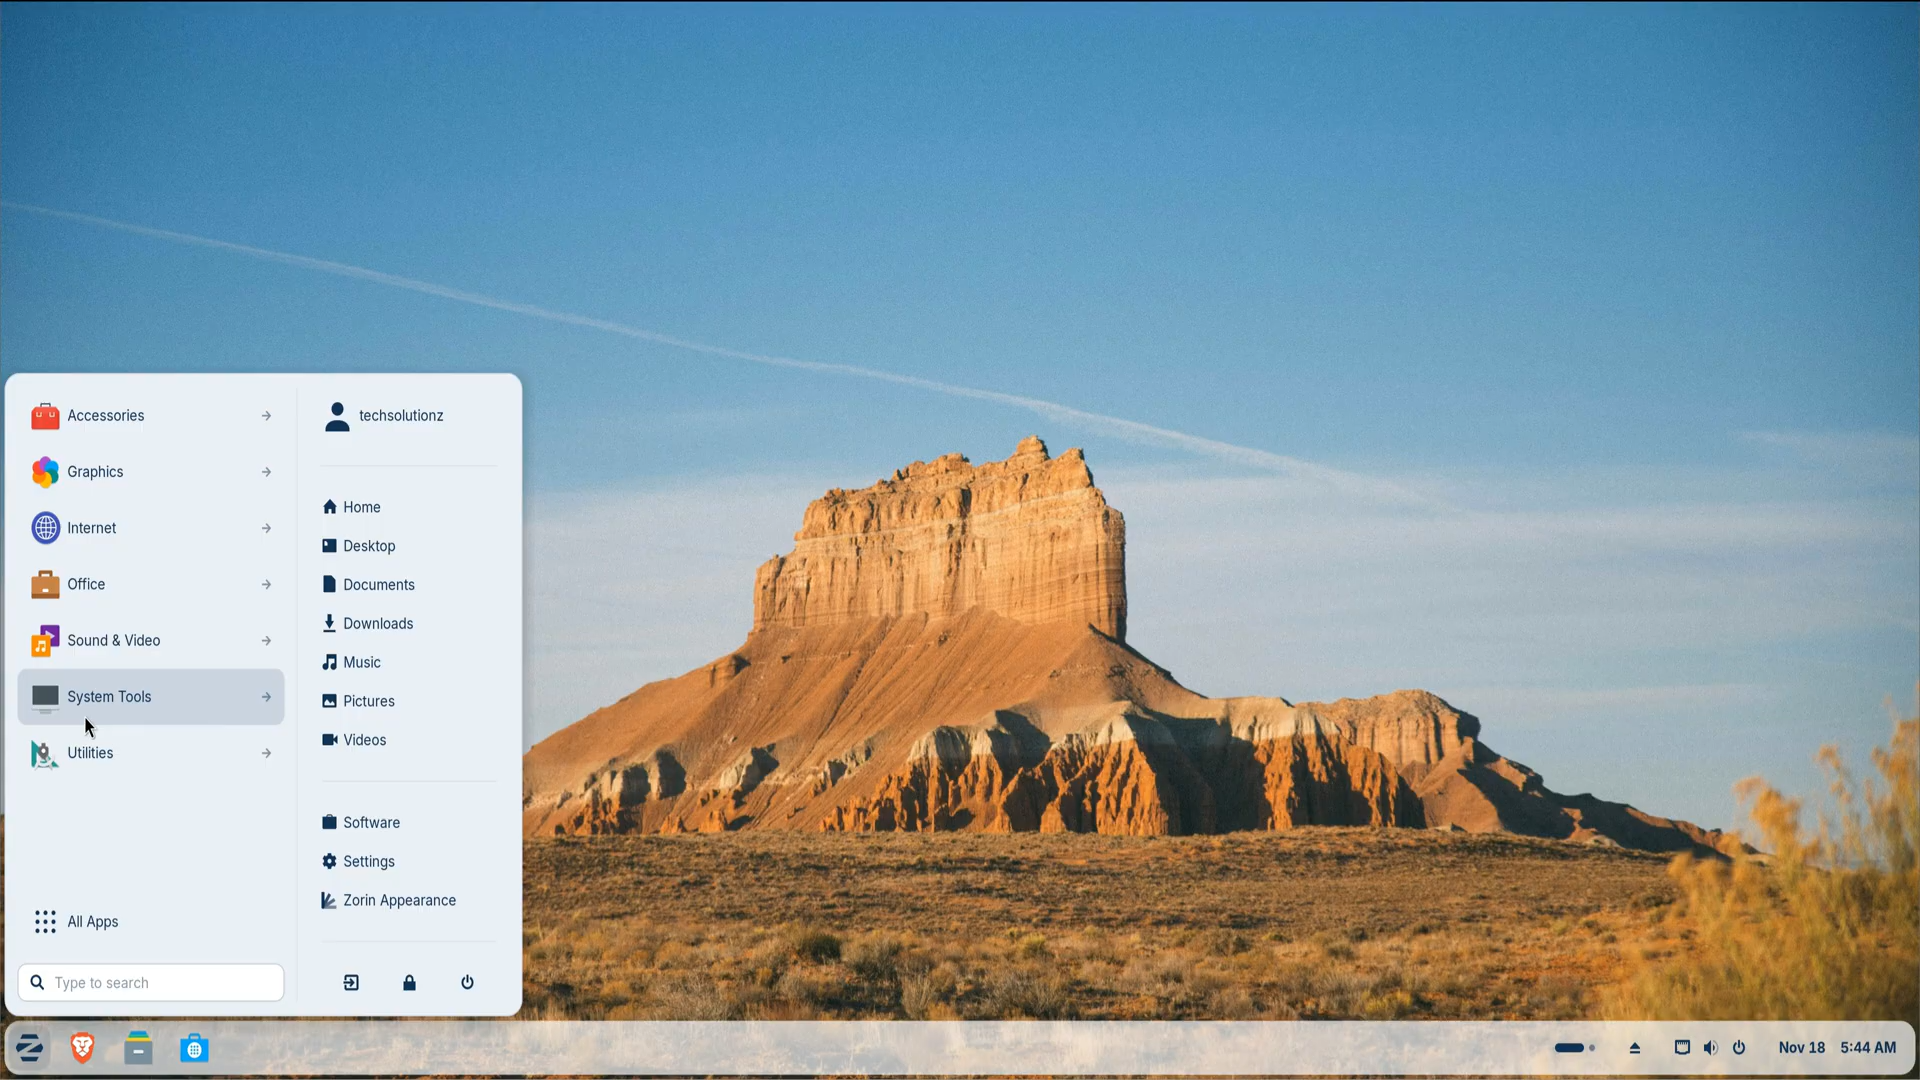 Accessories
Graphics
Internet
Office
Sound & Video
System Tools
Utilities
All Apps
Type to search
techsolutionz
Home
Desktop
Documents
Downloads
Music
Pictures
Videos
Software
Settings
Zorin Appearance
Nov 18 5:44 AM